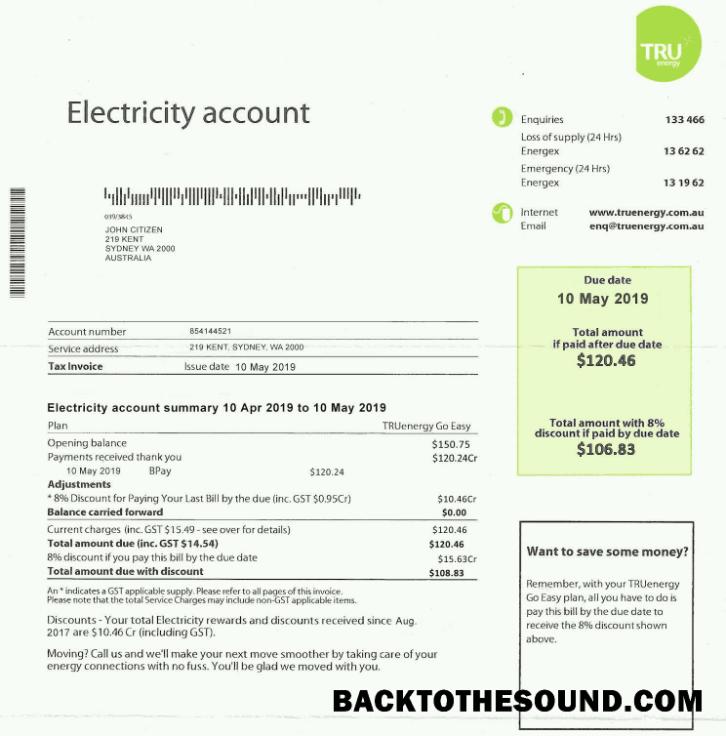 TRU
energy
Electricity account
Enquiries 133 466
Loss of supply (24 Hrs)
Energex 13 62 62
Emergency (24 Hrs)
Energex 13 19 62
Internet www.truenergy.com.au
Email enq@truenergy.com.au
039/3845
JOHN CITIZEN
219 KENT
SYDNEY WA 2000
AUSTRALIA
Due date
10 May 2019
Total amount
if paid after due date
$120.46
Total amount with 8%
discount if paid by due date
$106.83
Account number 854144521
Service address 219 KENT, SYDNEY, WA 2000
Tax Invoice Issue date 10 May 2019
Electricity account summary 10 Apr 2019 to 10 May 2019
Plan TRUenergy Go Easy
Opening balance $150.75
Payments received thank you $120.24Cr
10 May 2019 BPay $120.24
Adjustments
* 8% Discount for Paying Your Last Bill by the due (inc. GST $0.95Cr) $10.46Cr
Balance carried forward $0.00
Current charges (inc. GST $15.49 - see over for details) $120.46
Total amount due (inc. GST $14.54) $120.46
8% discount if you pay this bill by the due date $15.63Cr
Total amount due with discount $108.83
An * indicates a GST applicable supply. Please refer to all pages of this invoice.
Please note that the total Service Charges may include non-GST applicable items.
Discounts - Your total Electricity rewards and discounts received since Aug.
2017 are $10.46 Cr (including GST).
Moving? Call us and we'll make your next move smoother by taking care of your
energy connections with no fuss. You'll be glad we moved with you.
Want to save some money?
Remember, with your TRUenergy
Go Easy plan, all you have to do is
pay this bill by the due date to
receive the 8% discount shown
above.
BACKTOTHESOUND.COM